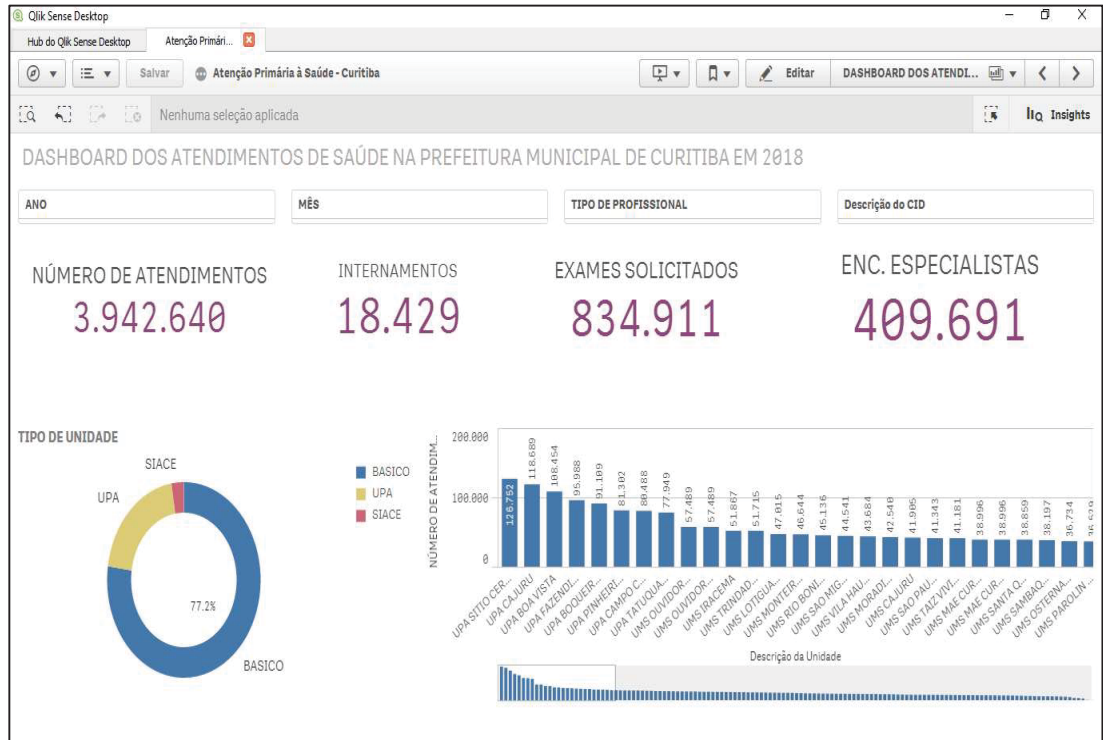 Qlik Sense Desktop
Hub do Qlik Sense Desktop
Atenção Primári...
Salvar
Atenção Primária à Saúde - Curitiba
Editar
DASHBOARD DOS ATENDI...
Nenhuma seleção aplicada
Insights
DASHBOARD DOS ATENDIMENTOS DE SAÚDE NA PREFEITURA MUNICIPAL DE CURITIBA EM 2018
ANO
MÊS
TIPO DE PROFISSIONAL
Descrição do CID
NÚMERO DE ATENDIMENTOS
3.942.640
INTERNAMENTOS
18.429
EXAMES SOLICITADOS
834.911
ENC. ESPECIALISTAS
409.691
TIPO DE UNIDADE
SIACE
UPA
77.2%
BASICO
BASICO
UPA
SIACE
NÚMERO DE ATENDIM...
200.000
100.000
0
126.752
118.689
108.454
95.988
91.109
81.302
80.488
77.949
57.489
57.489
51.867
51.715
47.015
46.644
45.136
44.541
43.684
42.540
41.905
41.343
41.181
38.996
38.996
38.859
38.197
36.734
36.529
UPA SITIO CER...
UPA CAJURU
UPA BOA VISTA
UPA FAZENDI...
UPA BOQUEIR...
UPA PINHEIRI...
UPA CAMPO C...
UPA TATUQUA...
UMS OUVIDOR...
UMS OUVIDOR...
UMS IRACEMA
UMS TRINDAD...
UMS LOTIGUA...
UMS MONTEIR...
UMS RIO BONI...
UMS SAO MIG...
UMS VILA HAU...
UMS MORADI...
UMS CAJURU
UMS SAO PAU...
UMS TAIZ VIVI...
UMS MAE CUR...
UMS MAE CUR...
UMS SANTA Q...
UMS SAMBAQ...
UMS OSTERNA...
UMS PAROLIN ...
Descrição da Unidade